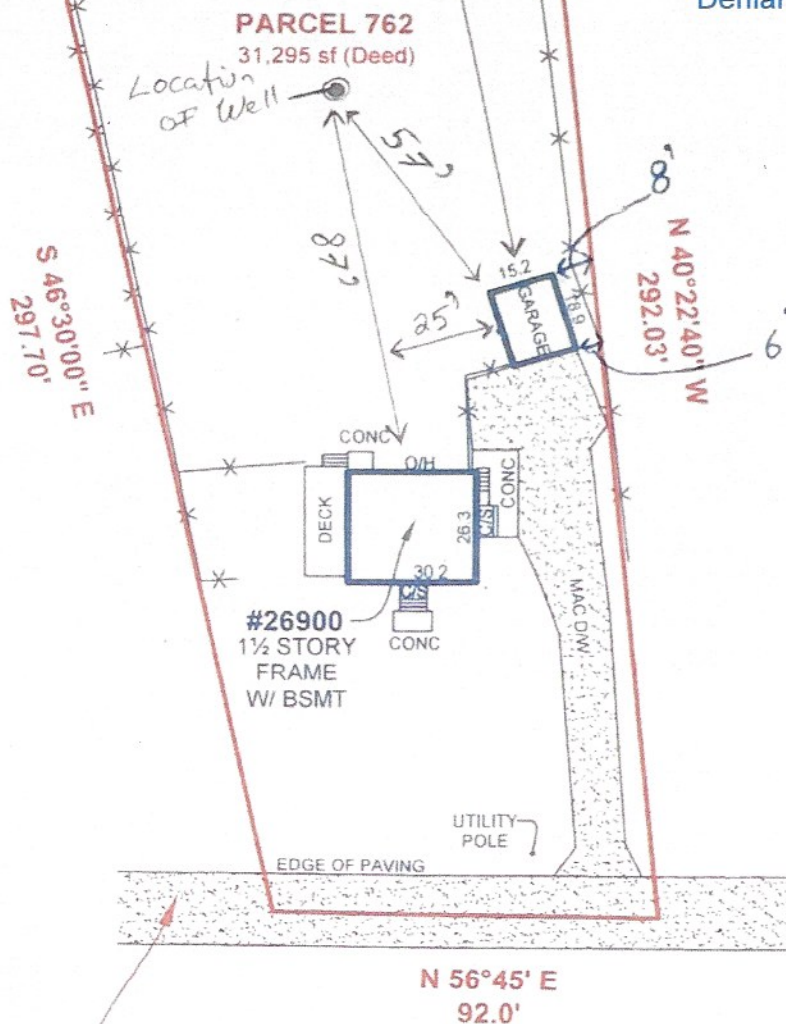 PARCEL 762
31,295 sf (Deed)
Location
of Well
57'
87'
8'
15.2
GARAGE
18.9
25'
6'
S 46°30'00" E
297.70'
N 40°22'40" W
292.03'
CONC
O/H
DECK
26.3
C/S
CONC
30.2
C/S
CONC
#26900
1½ STORY
FRAME
W/ BSMT
MAC D/W
UTILITY
POLE
EDGE OF PAVING
N 56°45' E
92.0'